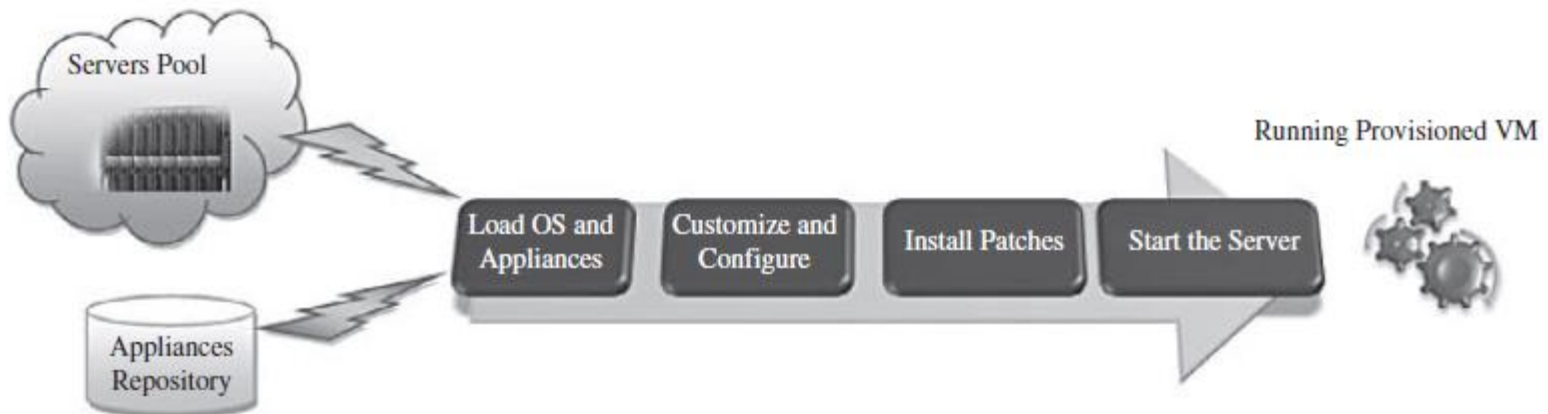 Servers Pool
Running Provisioned VM
Load OS and
Appliances
Customize and
Configure
Install Patches
Start the Server
Appliances
Repository